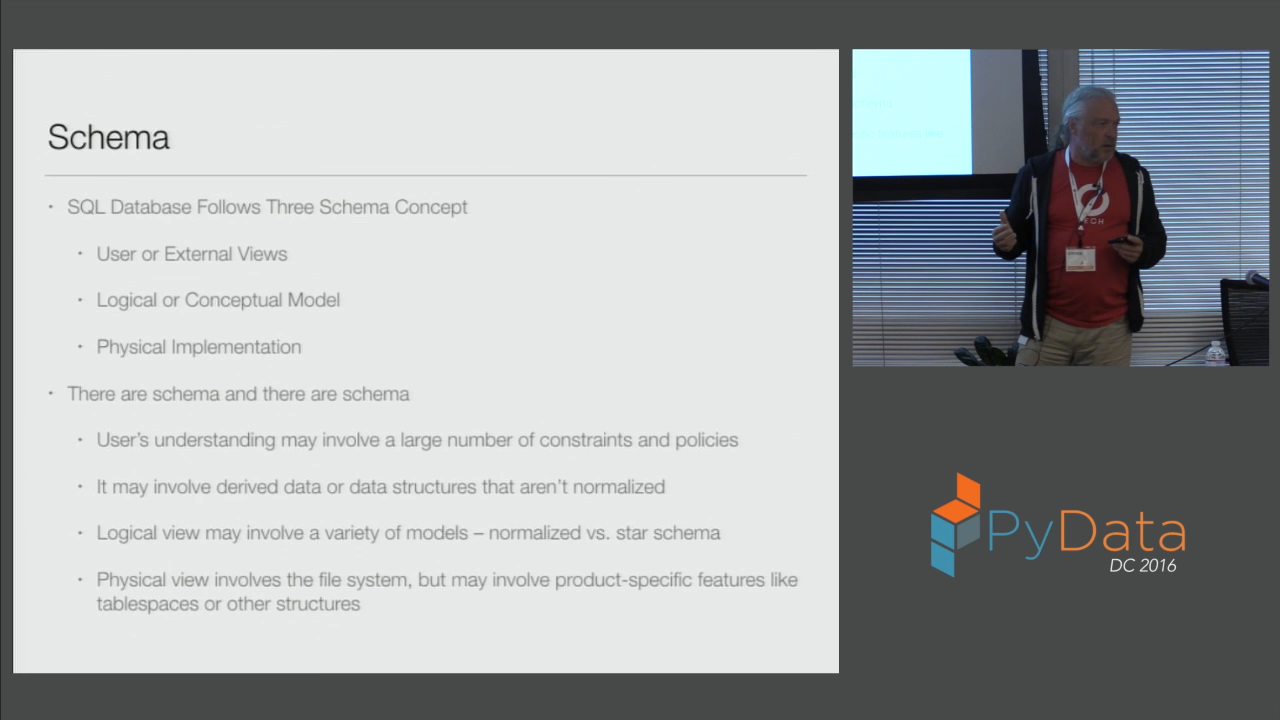 Schema
• SQL Database Follows Three Schema Concept
• User or External Views
• Logical or Conceptual Model
• Physical Implementation
• There are schema and there are schema
• User’s understanding may involve a large number of constraints and policies
• It may involve derived data or data structures that aren’t normalized
• Logical view may involve a variety of models – normalized vs. star schema
• Physical view involves the file system, but may involve product-specific features like
tablespaces or other structures
PyData
DC 2016